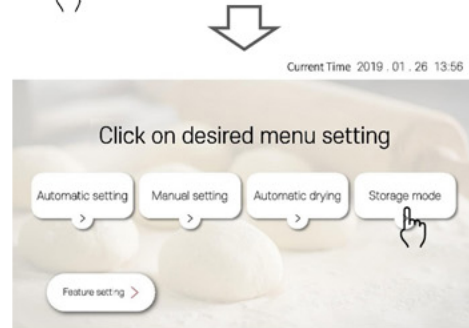 Current Time 2019 . 01 . 26 13:56
Click on desired menu setting
Automatic setting
Manual setting
Automatic drying
Storage mode
Feature setting